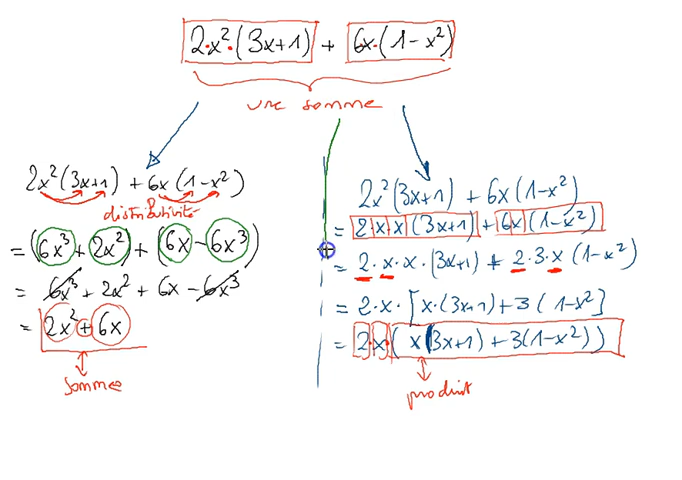 2·x²·(3x+1) + 6x·(1-x²)
une somme
2x²(3x+1) + 6x(1-x²)
distributivité
= (6x³+2x²) + (6x-6x³)
= 6x³ + 2x² + 6x - 6x³
= 2x² + 6x
somme
2x²(3x+1) + 6x(1-x²)
= 2·x·x(3x+1) + 6x(1-x²)
= 2·x·x·(3x+1) + 2·3·x(1-x²)
= 2·x·[x·(3x+1)+3(1-x²]
= 2·x·(x(3x+1)+3(1-x²))
produit